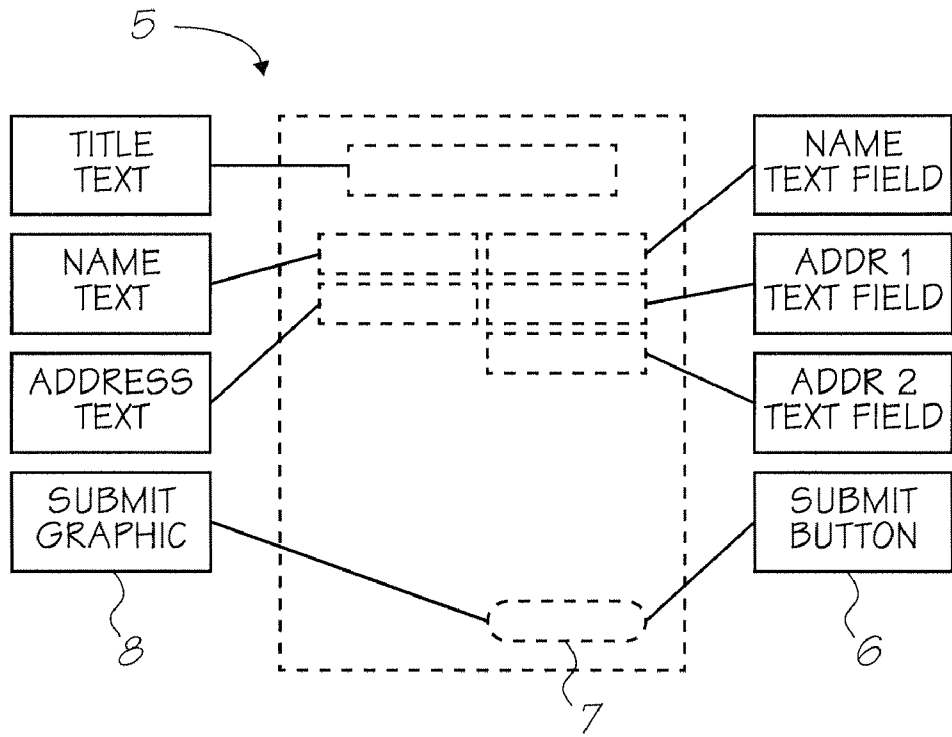 5
TITLE
TEXT
NAME
TEXT
ADDRESS
TEXT
SUBMIT
GRAPHIC
8
NAME
TEXT FIELD
ADDR 1
TEXT FIELD
ADDR 2
TEXT FIELD
SUBMIT
BUTTON
6
7